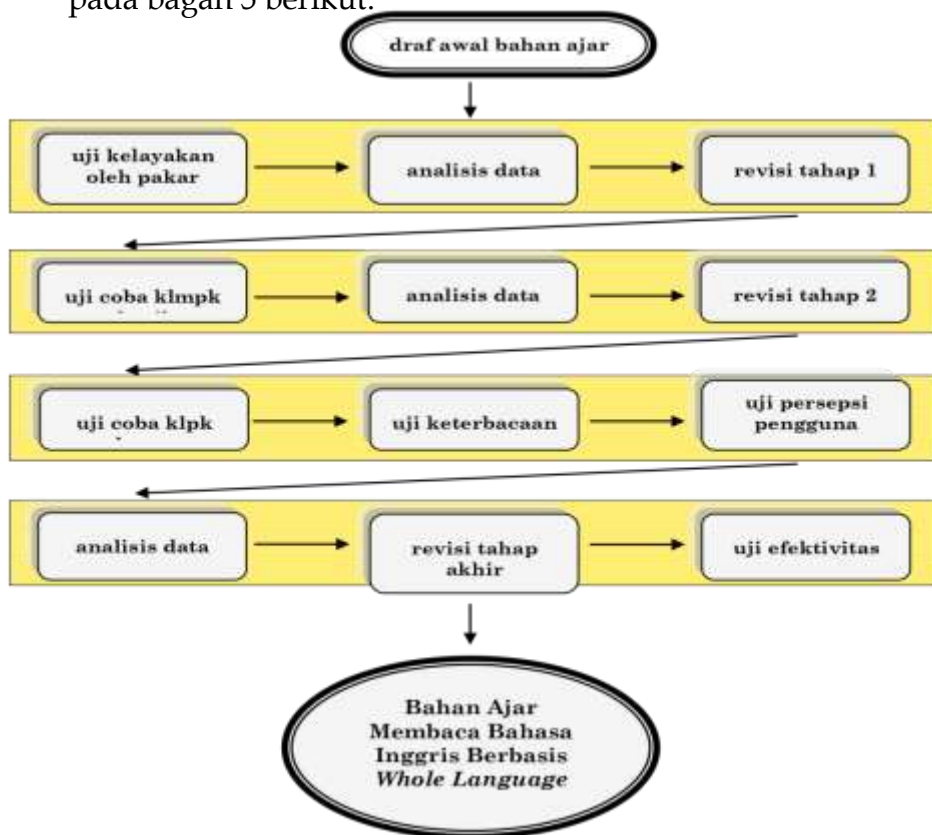 pada bagan 3 berikut.
draf awal bahan ajar
uji kelayakan
oleh pakar
analisis data
revisi tahap 1
uji coba klmpk
analisis data
revisi tahap 2
uji coba klpk
uji keterbacaan
uji persepsi
pengguna
analisis data
revisi tahap
akhir
uji efektivitas
Bahan Ajar
Membaca Bahasa
Inggris Berbasis
Whole Language